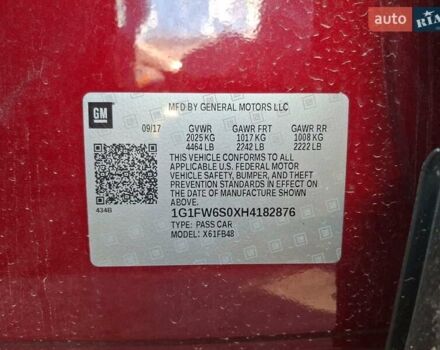 auto
RIA
GM
MFD BY GENERAL MOTORS LLC
09/17 GVWR GAWR FRT GAWR RR
2025 KG 1017 KG 1008 KG
4464 LB 2242 LB 2222 LB
THIS VEHICLE CONFORMS TO ALL
APPLICABLE U.S. FEDERAL MOTOR
VEHICLE SAFETY, BUMPER, AND THEFT
PREVENTION STANDARDS IN EFFECT ON
THE DATE OF MANUFACTURE SHOWN
ABOVE.
434B
1G1FW6S0XH4182876
TYPE: PASS CAR
MODEL: X61FB48